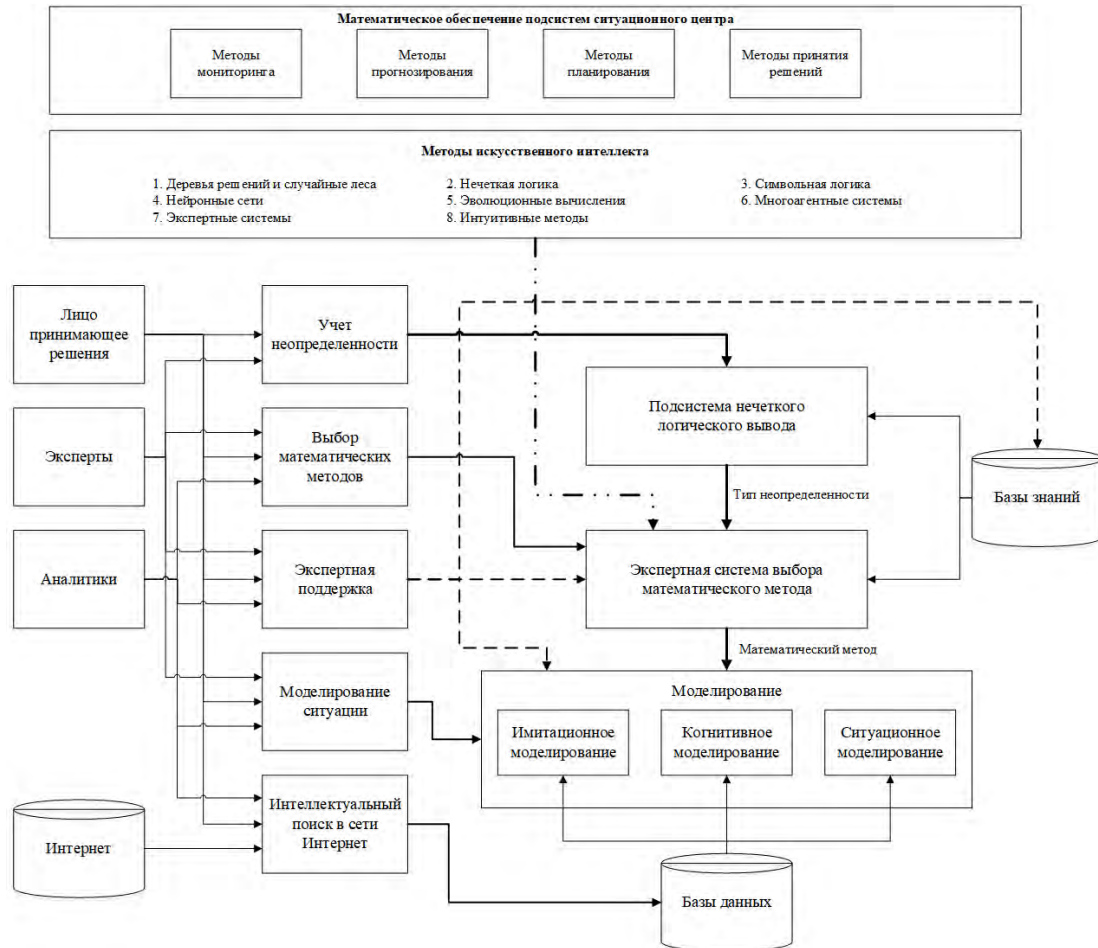 Математическое обеспечение подсистем ситуационного центра
Методы
мониторинга
Методы
прогнозирования
Методы
планирования
Методы принятия
решений
Методы искусственного интеллекта
1. Деревья решений и случайные леса
2. Нечеткая логика
3. Символьная логика
4. Нейронные сети
5. Эволюционные вычисления
6. Многоагентные системы
7. Экспертные системы
8. Интуитивные методы
Лицо
принимающее
решения
Учет
неопределенности
Подсистема нечеткого
логического вывода
Эксперты
Выбор
математических
методов
Тип неопределенности
Базы знаний
Аналитики
Экспертная
поддержка
Экспертная система выбора
математического метода
Математический метод
Моделирование
ситуации
Моделирование
Имитационное
моделирование
Когнитивное
моделирование
Ситуационное
моделирование
Интернет
Интеллектуальный
поиск в сети
Интернет
Базы данных